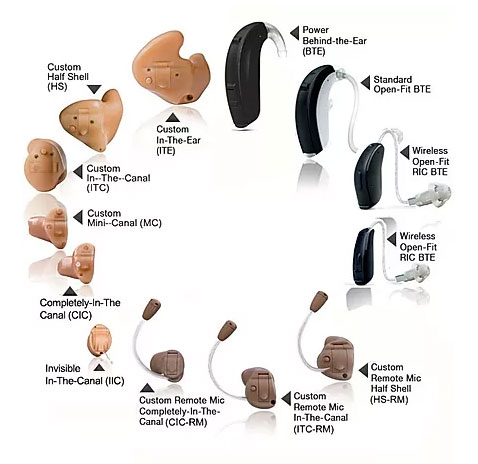 Power
Behind-the-Ear
(BTE)
Custom
Half Shell
(HS)
Standard
Open-Fit BTE
Custom
In-The-Ear
(ITE)
Wireless
Open-Fit
RIC BTE
Custom
In--The--Canal
(ITC)
Custom
Mini--Canal (MC)
Wireless
Open-Fit
RIC BTE
Completely-In-The
Canal (CIC)
Invisible
In-The-Canal (IIC)
Custom Remote Mic
Completely-In-The-
Canal (CIC-RM)
Custom
Remote Mic
In-The-Canal
(ITC-RM)
Custom
Remote Mic
Half Shell
(HS-RM)